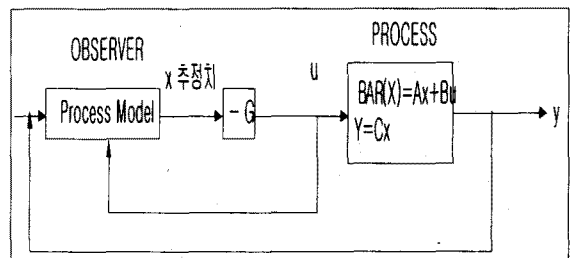 OBSERVER
PROCESS
x 추정치
u
Process Model
- G
BAR(X)=Ax+Bu
Y=Cx
y